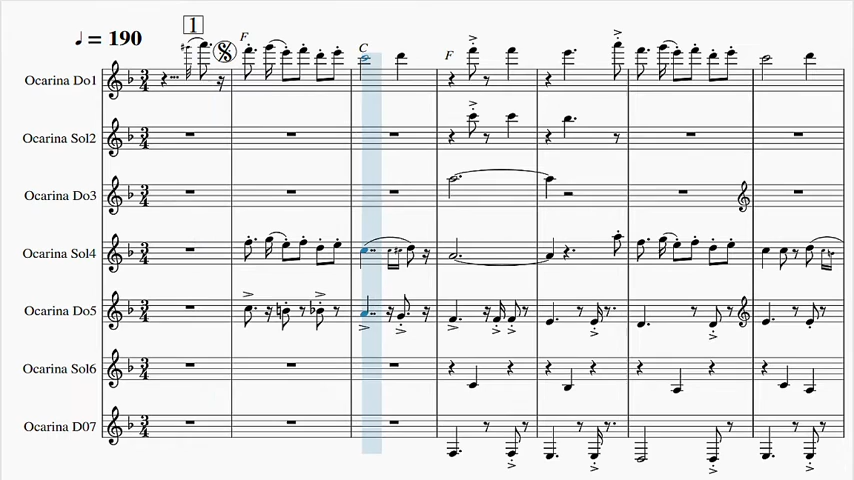 ♩ = 190
1
F
C
F
Ocarina Do1
Ocarina Sol2
Ocarina Do3
Ocarina Sol4
Ocarina Do5
Ocarina Sol6
Ocarina D07